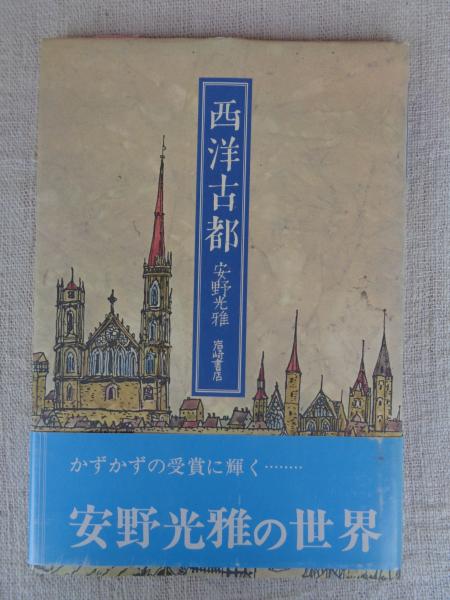 西洋古都
安野光雅
岩崎書店
かずかずの受賞に輝く………
安野光雅の世界